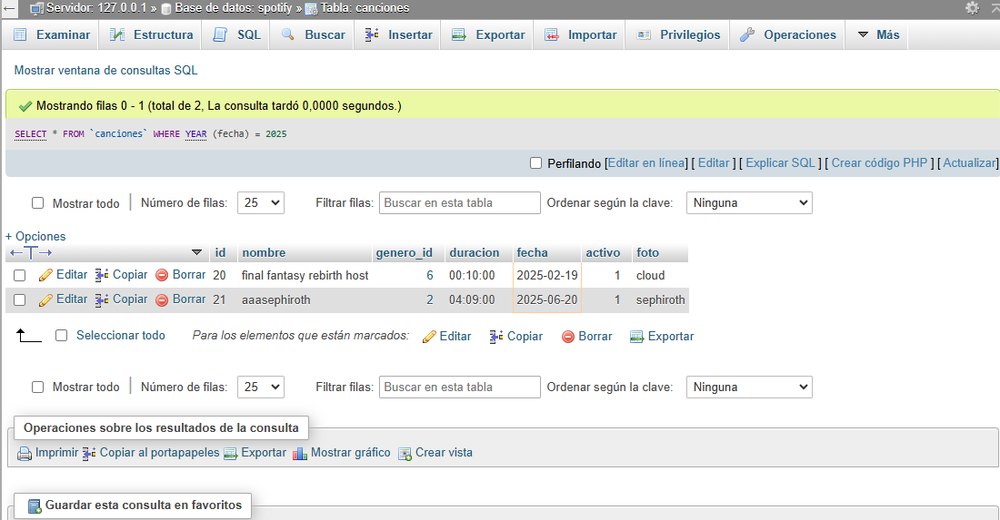 Servidor: 127.0.0.1 » Base de datos: spotify » Tabla: canciones
Examinar Estructura SQL Buscar Insertar Exportar Importar Privilegios Operaciones Más
Mostrar ventana de consultas SQL
Mostrando filas 0 - 1 (total de 2, La consulta tardó 0,0000 segundos.)
SELECT * FROM `canciones` WHERE YEAR (fecha) = 2025
Perfilando [Editar en línea] [ Editar ] [ Explicar SQL ] [ Crear código PHP ] [ Actualizar]
Mostrar todo | Número de filas: 25 Filtrar filas: Buscar en esta tabla Ordenar según la clave: Ninguna
+ Opciones
←T→ id nombre genero_id duracion fecha activo foto
Editar Copiar Borrar 20 final fantasy rebirth host 6 00:10:00 2025-02-19 1 cloud
Editar Copiar Borrar 21 aaasephiroth 2 04:09:00 2025-06-20 1 sephiroth
Seleccionar todo Para los elementos que están marcados: Editar Copiar Borrar Exportar
Mostrar todo | Número de filas: 25 Filtrar filas: Buscar en esta tabla Ordenar según la clave: Ninguna
Operaciones sobre los resultados de la consulta
Imprimir Copiar al portapapeles Exportar Mostrar gráfico Crear vista
Guardar esta consulta en favoritos